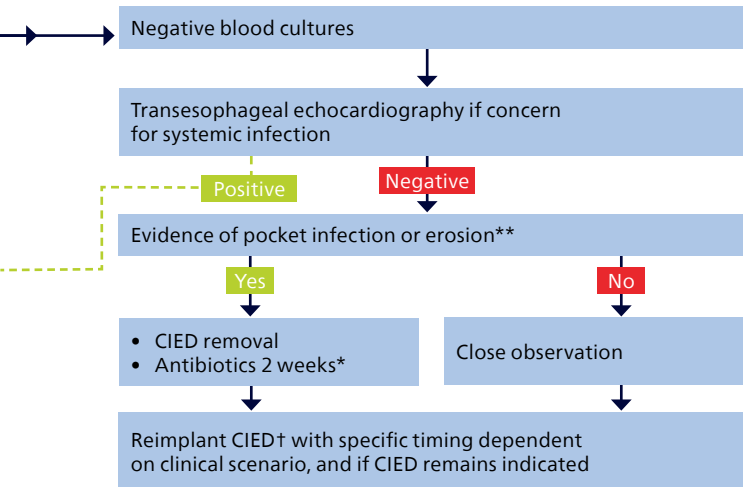 Negative blood cultures
Transesophageal echocardiography if concern
for systemic infection
Positive
Negative
Evidence of pocket infection or erosion**
Yes
No
• CIED removal
• Antibiotics 2 weeks*
Close observation
Reimplant CIED† with specific timing dependent
on clinical scenario, and if CIED remains indicated